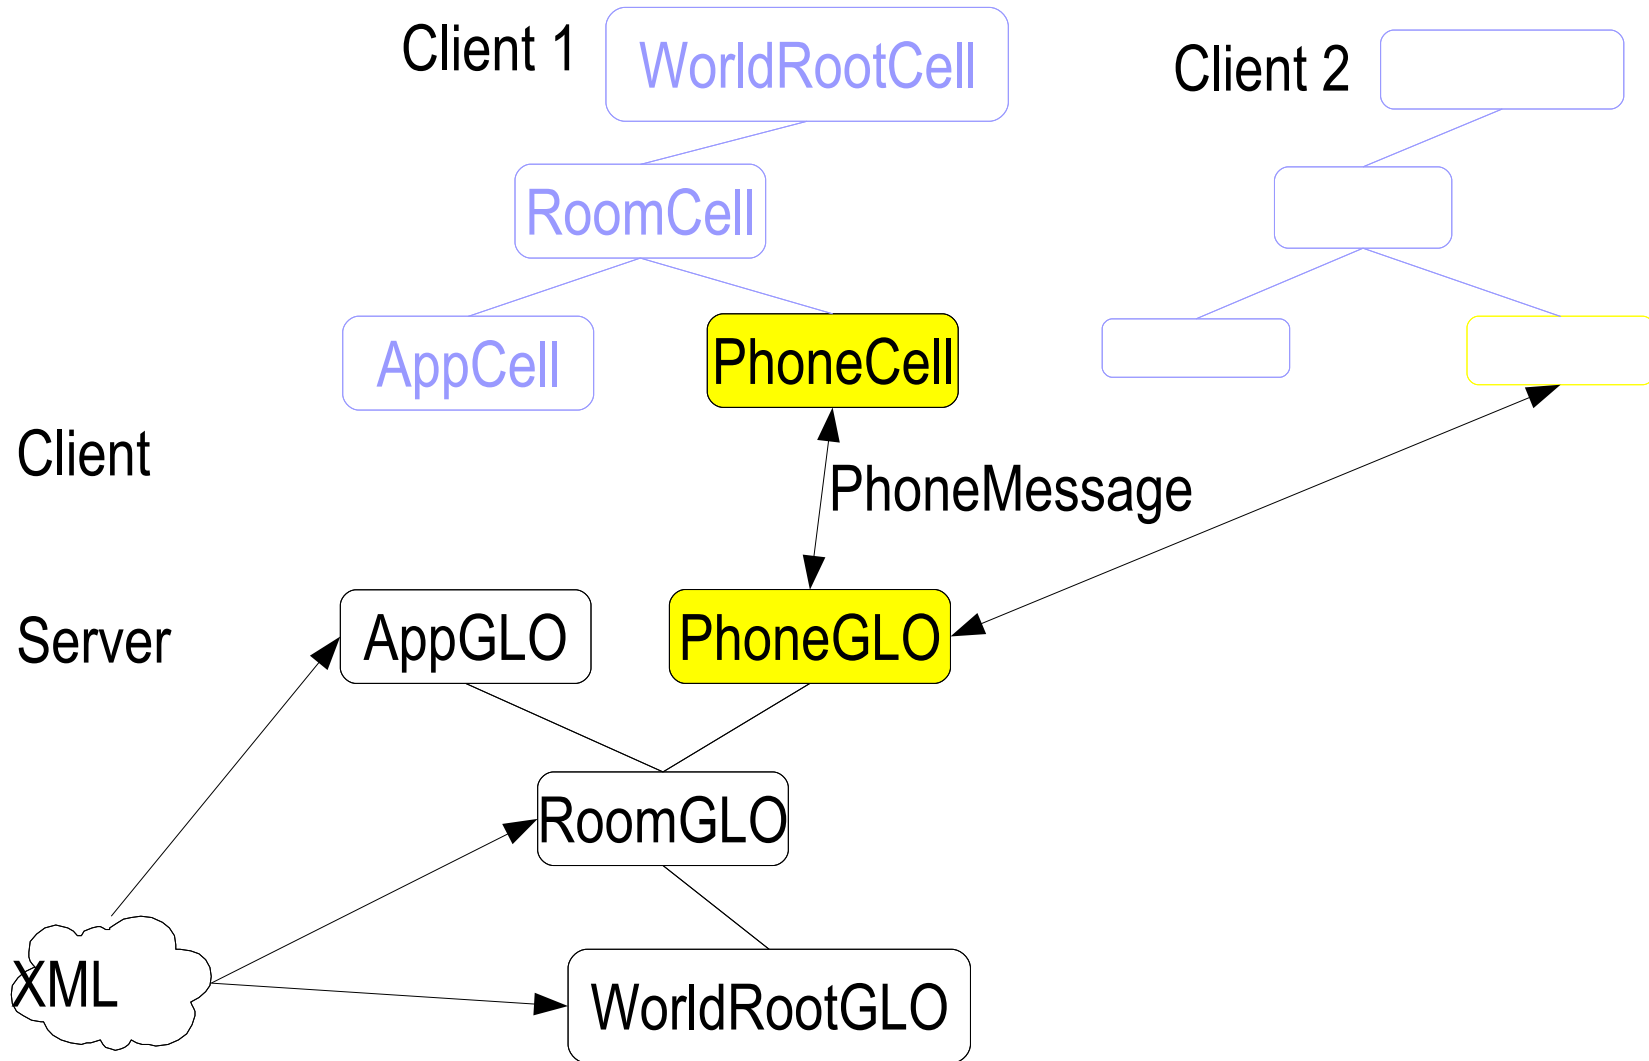 Client 1
WorldRootCell
Client 2
RoomCell
AppCell
PhoneCell
Client
PhoneMessage
Server
AppGLO
PhoneGLO
RoomGLO
XML
WorldRootGLO